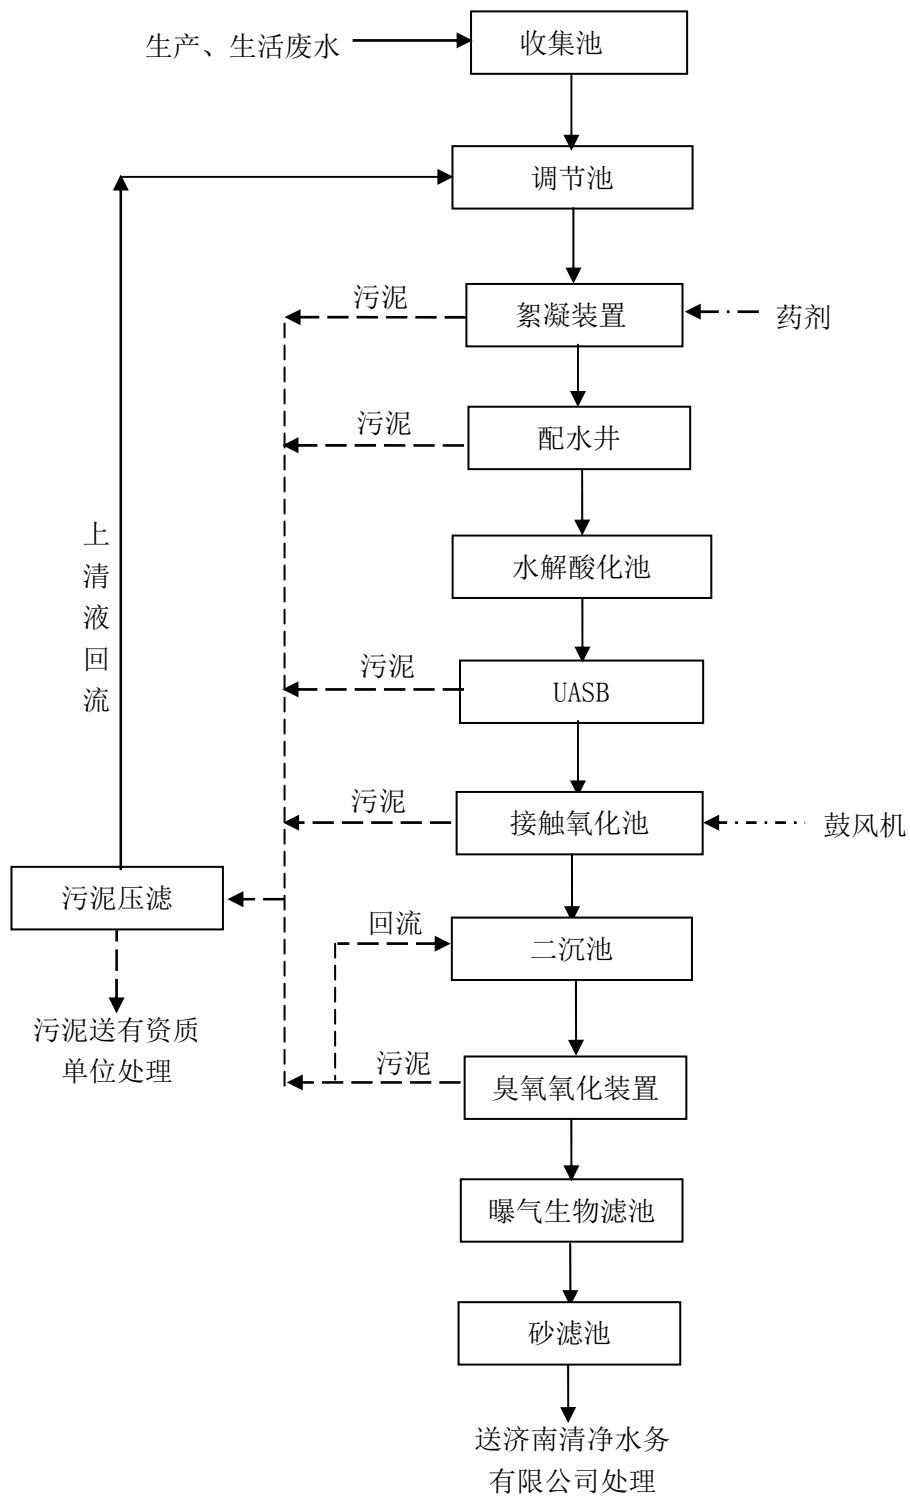 生产、生活废水
收集池
调节池
污泥
絮凝装置
药剂
污泥
配水井
上清液回流
水解酸化池
污泥
UASB
污泥
接触氧化池
鼓风机
污泥压滤
回流
二沉池
污泥送有资质
单位处理
污泥
臭氧氧化装置
曝气生物滤池
砂滤池
送济南清净水务
有限公司处理